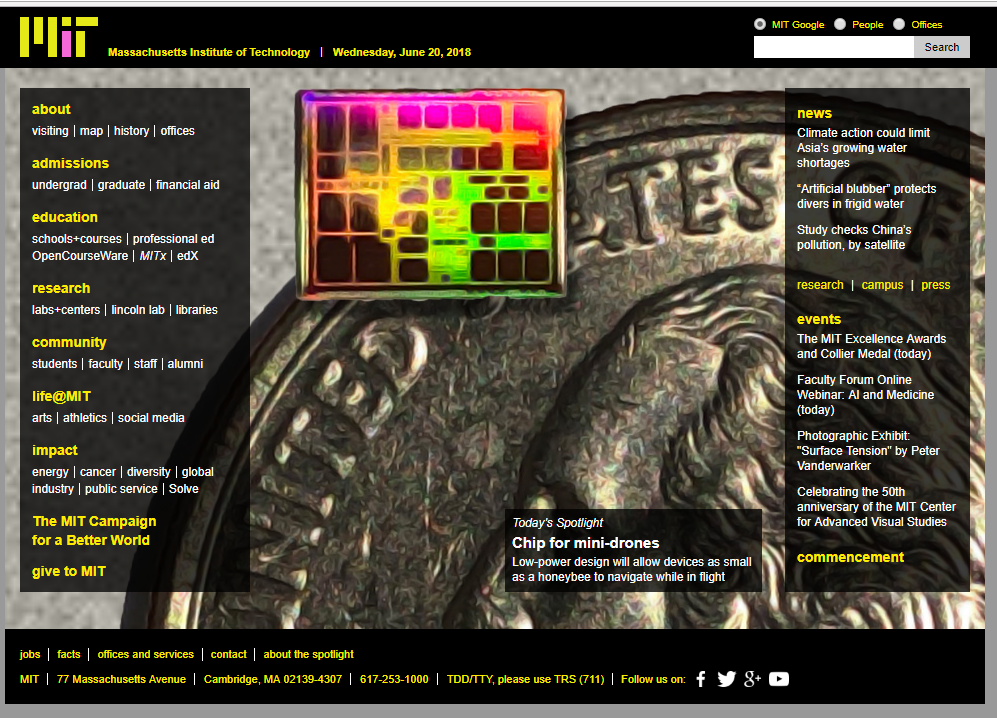 MIT
Massachusetts Institute of Technology | Wednesday, June 20, 2018
MIT Google People Offices
Search
about
visiting | map | history | offices
admissions
undergrad | graduate | financial aid
education
schools+courses | professional ed
OpenCourseWare | MITx | edX
research
labs+centers | lincoln lab | libraries
community
students | faculty | staff | alumni
life@MIT
arts | athletics | social media
impact
energy | cancer | diversity | global
industry | public service | Solve
The MIT Campaign
for a Better World
give to MIT
TES
Today's Spotlight
Chip for mini-drones
Low-power design will allow devices as small
as a honeybee to navigate while in flight
news
Climate action could limit
Asia's growing water
shortages
“Artificial blubber” protects
divers in frigid water
Study checks China's
pollution, by satellite
research | campus | press
events
The MIT Excellence Awards
and Collier Medal (today)
Faculty Forum Online
Webinar: AI and Medicine
(today)
Photographic Exhibit:
"Surface Tension" by Peter
Vanderwarker
Celebrating the 50th
anniversary of the MIT Center
for Advanced Visual Studies
commencement
jobs | facts | offices and services | contact | about the spotlight
MIT | 77 Massachusetts Avenue | Cambridge, MA 02139-4307 | 617-253-1000 | TDD/TTY, please use TRS (711) | Follow us on: